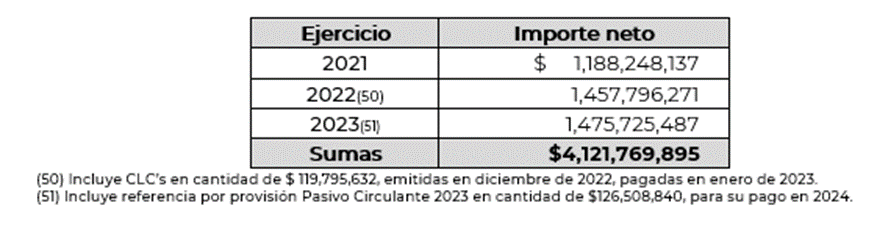 Ejercicio Importe neto
2021 $ 1,188,248,137
2022(50) 1,457,796,271
2023(51) 1,475,725,487
Sumas $4,121,769,895
(50) Incluye CLC's en cantidad de $ 119,795,632, emitidas en diciembre de 2022, pagadas en enero de 2023.
(51) Incluye referencia por provisión Pasivo Circulante 2023 en cantidad de $126,508,840, para su pago en 2024.